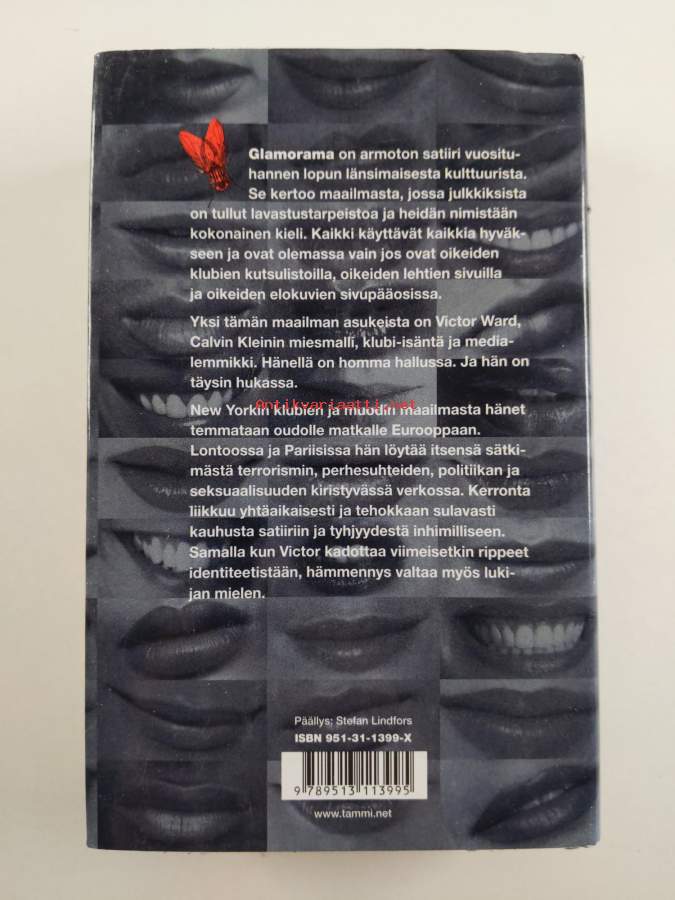 Glamorama on armoton satiiri vuositu-
hannen lopun länsimaisesta kulttuurista.
Se kertoo maailmasta, jossa julkkiksista
on tullut lavastustarpeistoa ja heidän nimistään
kokonainen kieli. Kaikki käyttävät kaikkia hyväk-
seen ja ovat olemassa vain jos ovat oikeiden
klubien kutsulistoilla, oikeiden lehtien sivuilla
ja oikeiden elokuvien sivupääosissa.
Yksi tämän maailman asukeista on Victor Ward,
Calvin Kleinin miesmalli, klubi-isäntä ja media-
lemmikki. Hänellä on homma hallussa. Ja hän on
täysin hukassa.
Antikvariaatti.net
New Yorkin klubien ja muodin maailmasta hänet
temmataan oudolle matkalle Eurooppaan.
Lontoossa ja Pariisissa hän löytää itsensä sätki-
mästä terrorismin, perhesuhteiden, politiikan ja
seksuaalisuuden kiristyvässä verkossa. Kerronta
liikkuu yhtäaikaisesti ja tehokkaan sulavasti
kauhusta satiiriin ja tyhjyydestä inhimilliseen.
Samalla kun Victor kadottaa viimeisetkin rippeet
identiteetistään, hämmennys valtaa myös luki-
jan mielen.
Päällys: Stefan Lindfors
ISBN 951-31-1399-X
9 789513 113995
www.tammi.net